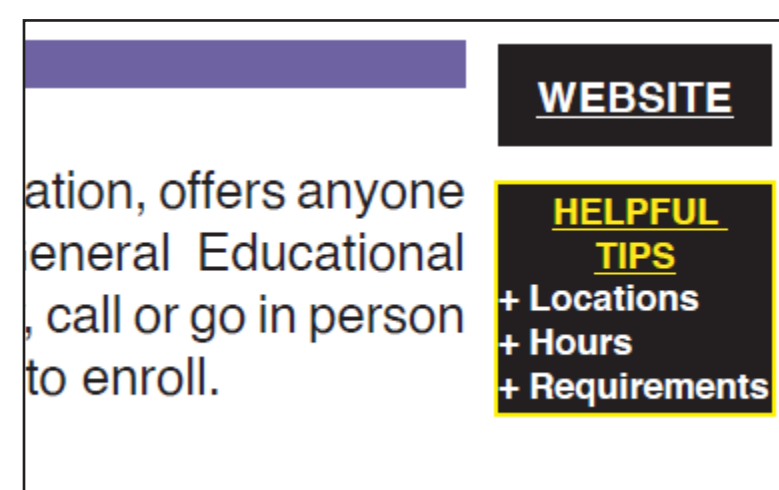 WEBSITE
ation, offers anyone
eneral Educational
, call or go in person
to enroll.
HELPFUL
TIPS
+ Locations
+ Hours
+ Requirements